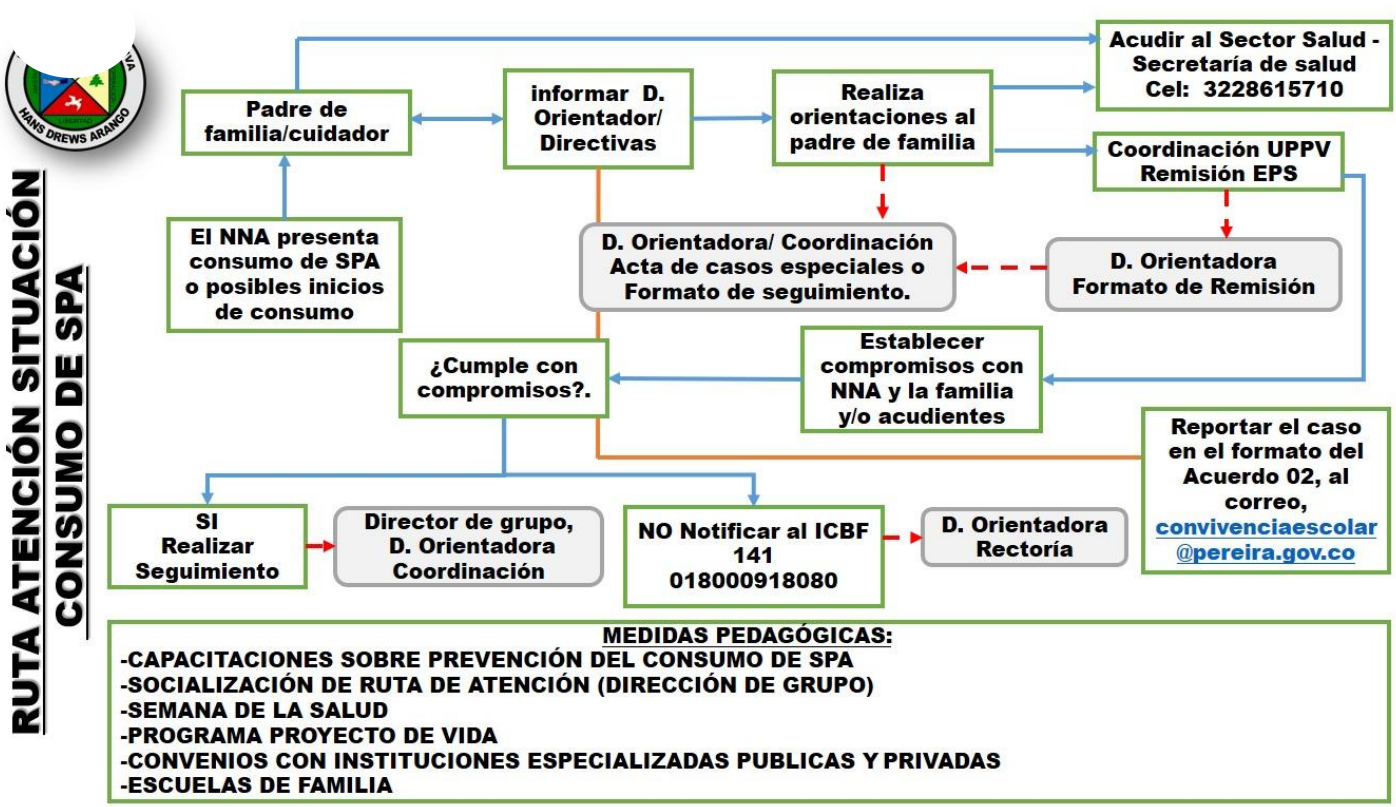 RUTA ATENCIÓN SITUACIÓN
CONSUMO DE SPA
HANS DREWS ARANGO
LIBERTAD
Padre de
familia/cuidador
informar D.
Orientador/
Directivas
Realiza
orientaciones al
padre de familia
Acudir al Sector Salud -
Secretaría de salud
Cel: 3228615710
Coordinación UPPV
Remisión EPS
El NNA presenta
consumo de SPA
o posibles inicios
de consumo
D. Orientadora/ Coordinación
Acta de casos especiales o
Formato de seguimiento.
D. Orientadora
Formato de Remisión
¿Cumple con
compromisos?.
Establecer
compromisos con
NNA y la familia
y/o acudientes
Reportar el caso
en el formato del
Acuerdo 02, al
correo,
convivenciaescolar
@pereira.gov.co
SI
Realizar
Seguimiento
Director de grupo,
D. Orientadora
Coordinación
NO Notificar al ICBF
141
018000918080
D. Orientadora
Rectoría
MEDIDAS PEDAGÓGICAS:
-CAPACITACIONES SOBRE PREVENCIÓN DEL CONSUMO DE SPA
-SOCIALIZACIÓN DE RUTA DE ATENCIÓN (DIRECCIÓN DE GRUPO)
-SEMANA DE LA SALUD
-PROGRAMA PROYECTO DE VIDA
-CONVENIOS CON INSTITUCIONES ESPECIALIZADAS PUBLICAS Y PRIVADAS
-ESCUELAS DE FAMILIA